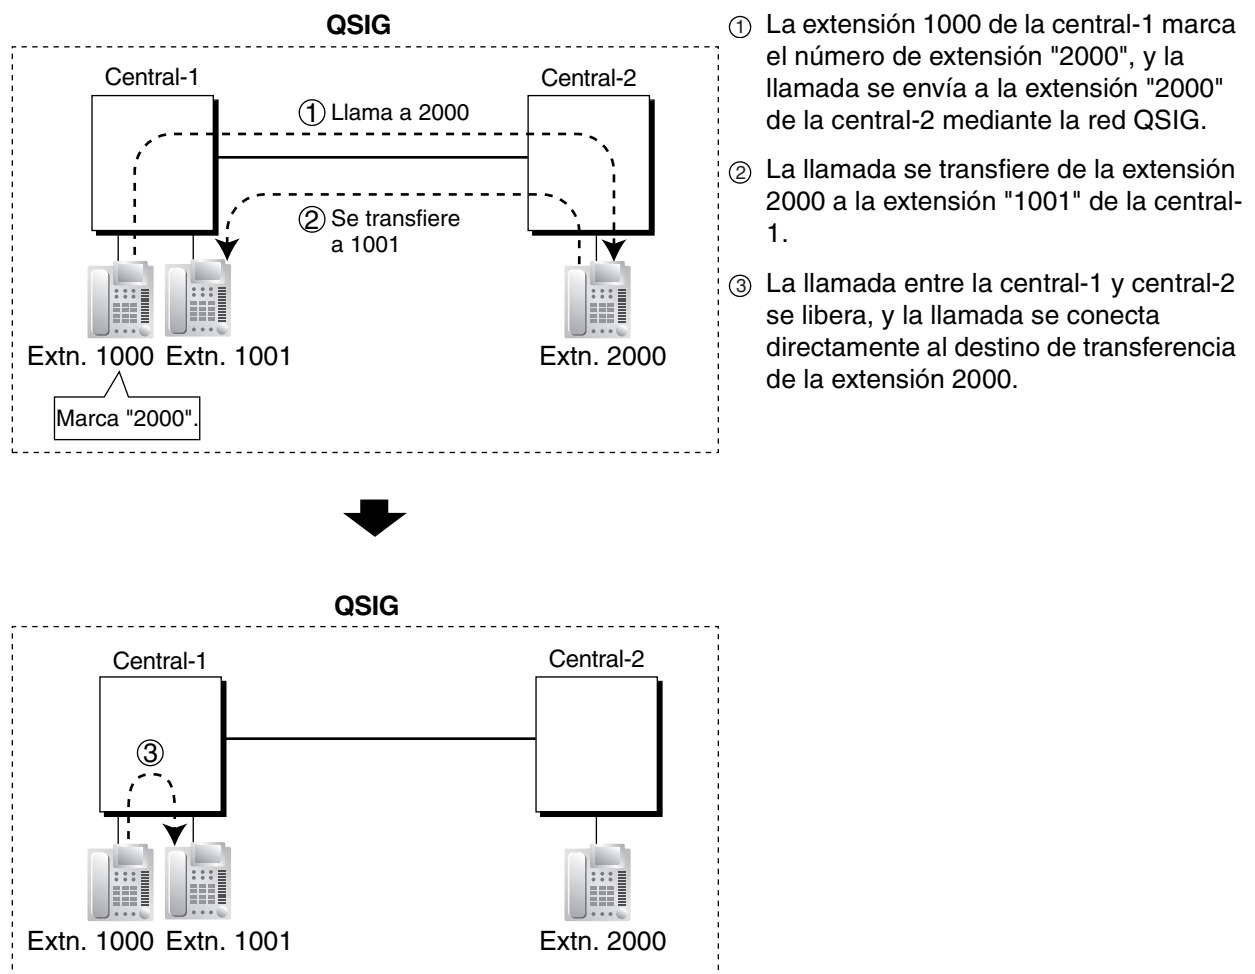 QSIG
Central-1
Central-2
① Llama a 2000
② Se transfiere
a 1001
Extn. 1000
Extn. 1001
Extn. 2000
Marca "2000".
① La extensión 1000 de la central-1 marca
el número de extensión "2000", y la
llamada se envía a la extensión "2000"
de la central-2 mediante la red QSIG.
② La llamada se transfiere de la extensión
2000 a la extensión "1001" de la central-
1.
③ La llamada entre la central-1 y central-2
se libera, y la llamada se conecta
directamente al destino de transferencia
de la extensión 2000.
QSIG
Central-1
Central-2
③
Extn. 1000
Extn. 1001
Extn. 2000